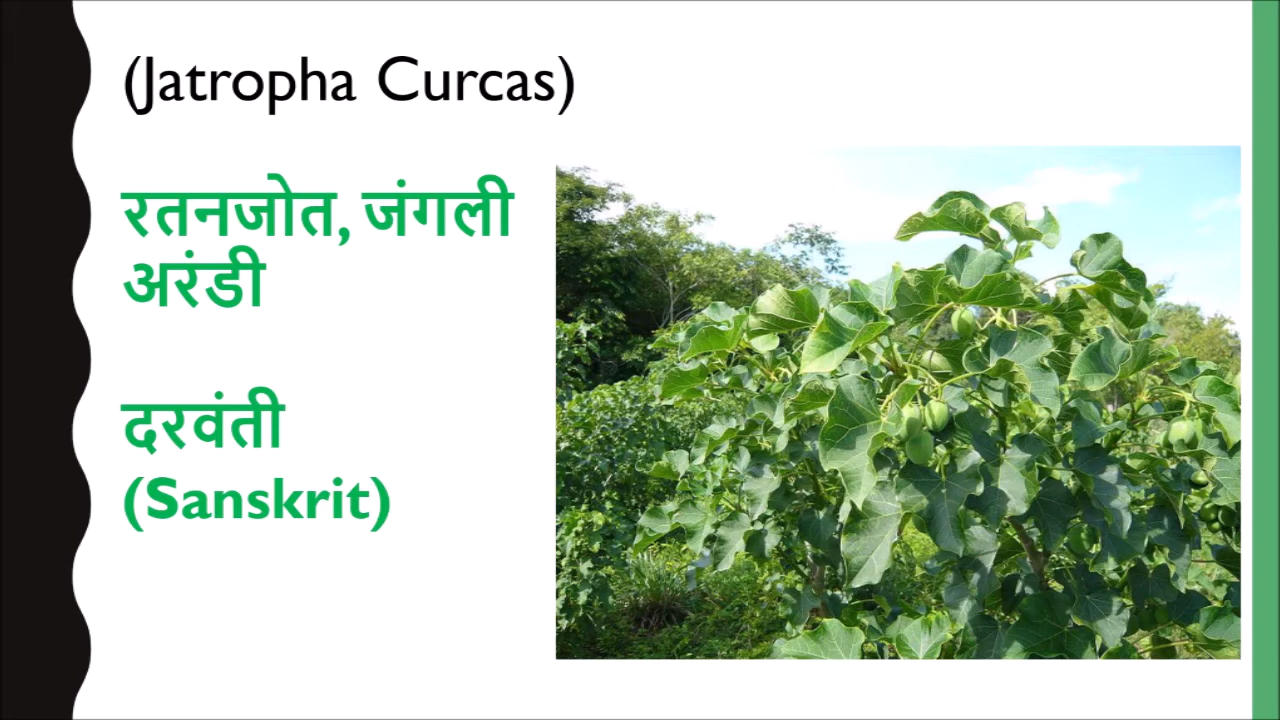 (Jatropha Curcas)
रतनजोत, जंगली
अरंडी
दरवंती
(Sanskrit)